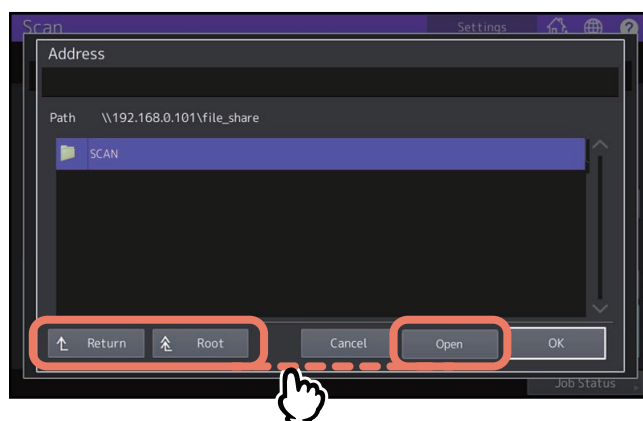 Scan Settings
Address
Path \\192.168.0.101\file_share
SCAN
Return Root Cancel Open OK
Job Status